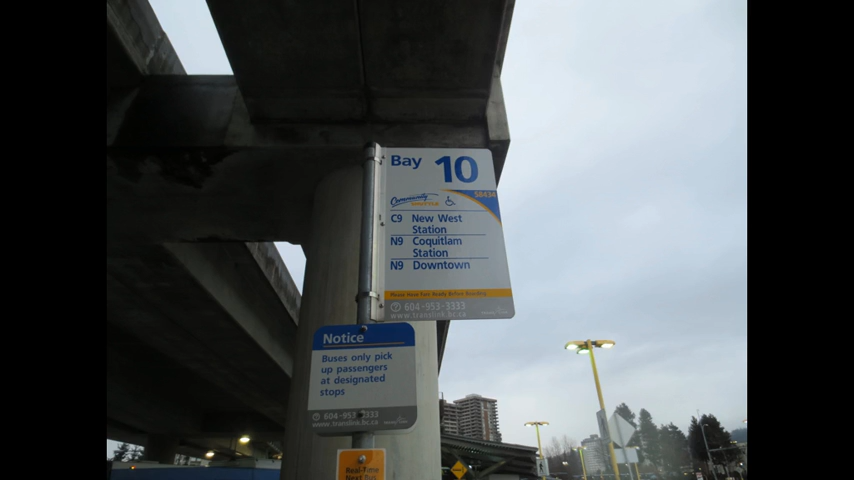 Bay 10
50434
Community
SHUTTLE
C9 New West
Station
N9 Coquitlam
Station
N9 Downtown
Please Have Fare Ready Before Boarding
604-953-3333
www.translink.bc.ca
Notice
Buses only pick
up passengers
at designated
stops
604-953-3333
www.translink.bc.ca
Real-Time
Next Bus